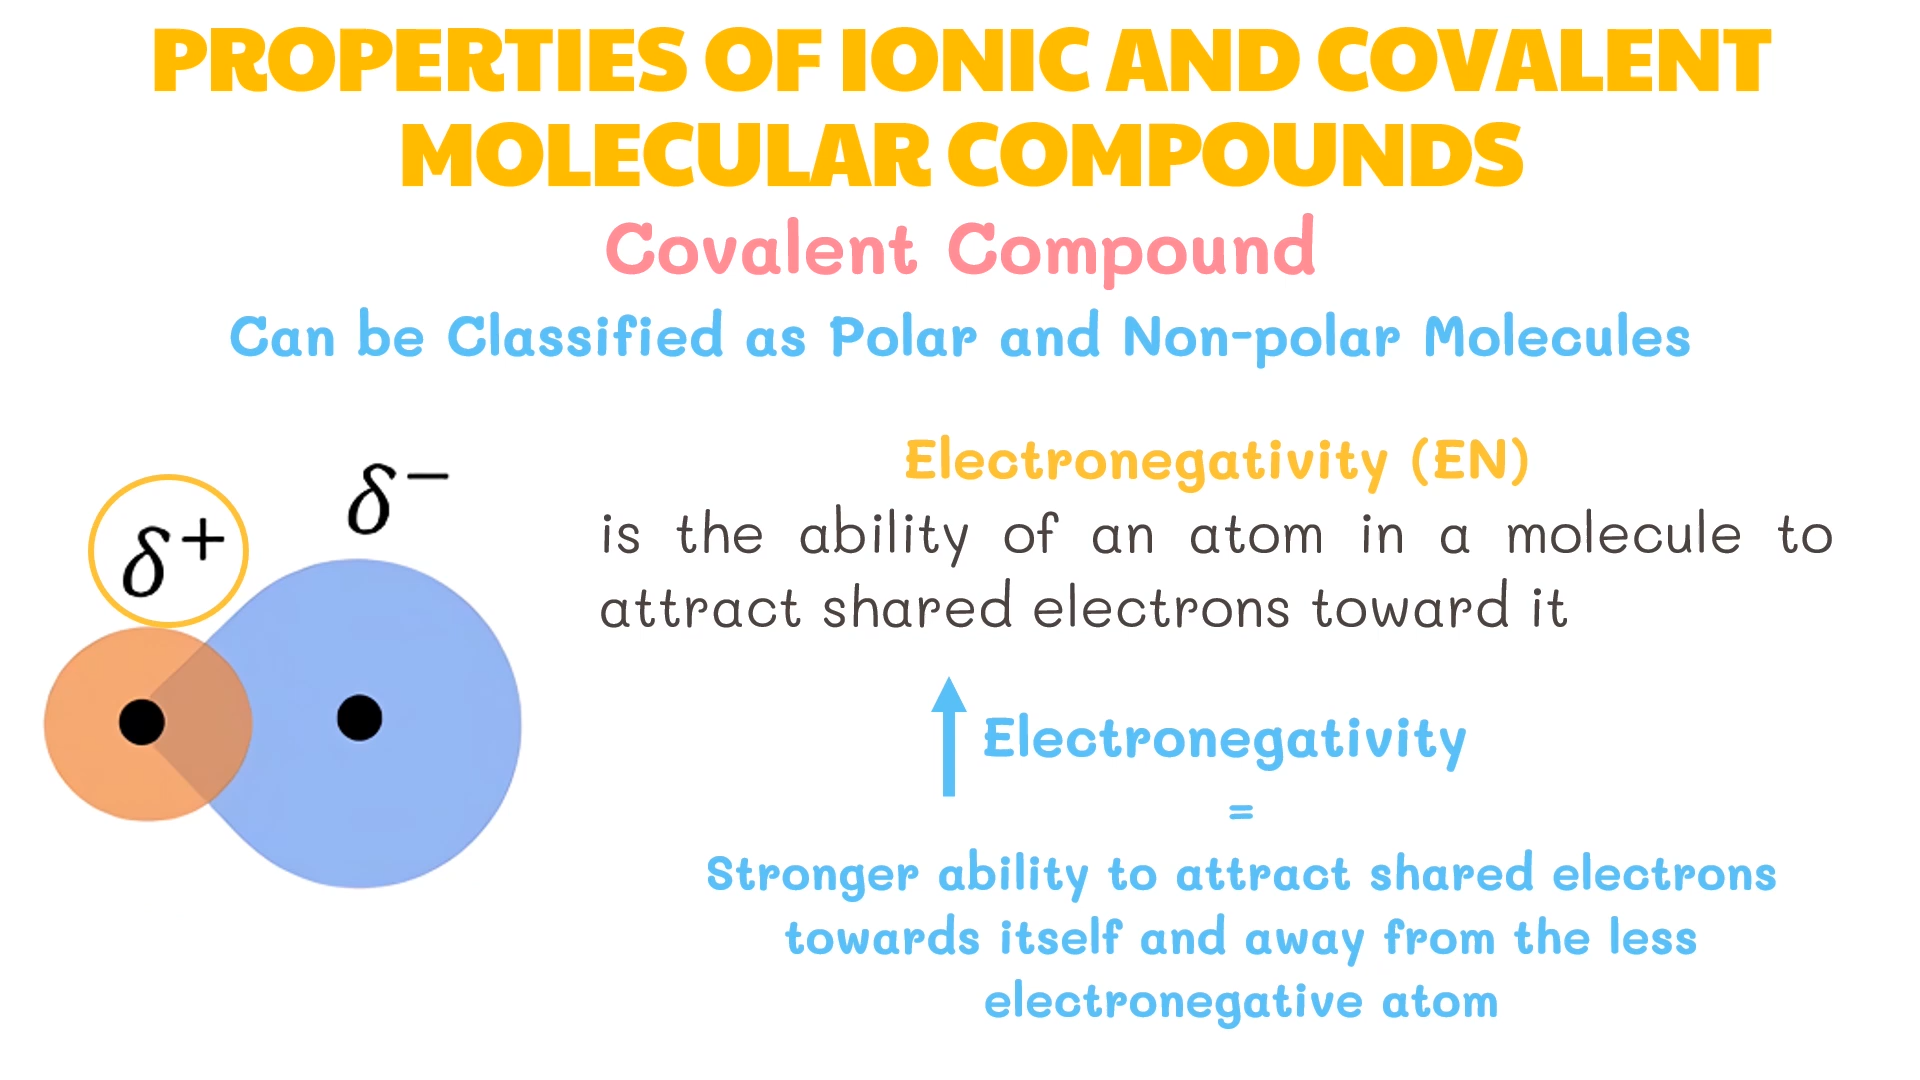 PROPERTIES OF IONIC AND COVALENT
MOLECULAR COMPOUNDS
Covalent Compound
Can be Classified as Polar and Non-polar Molecules
δ+
δ−
Electronegativity (EN)
is the ability of an atom in a molecule to
attract shared electrons toward it
Electronegativity
=
Stronger ability to attract shared electrons
towards itself and away from the less
electronegative atom